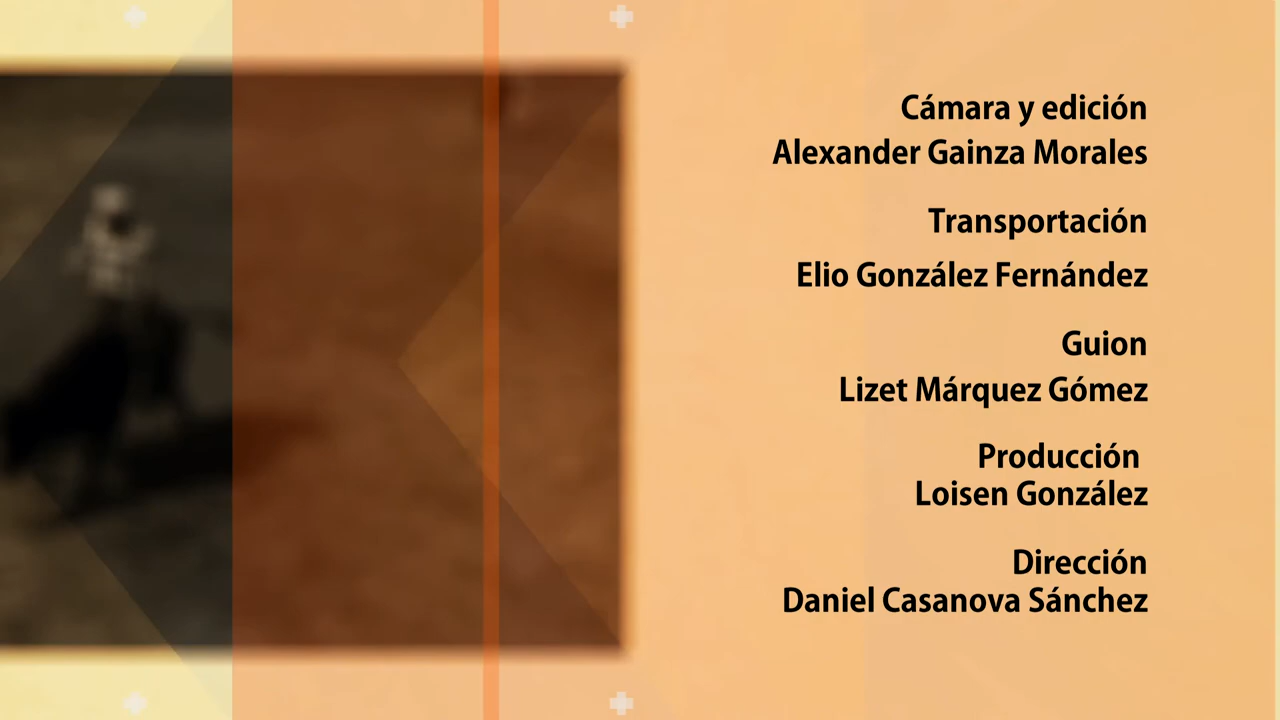 Cámara y edición
Alexander Gainza Morales
Transportación
Elio González Fernández
Guion
Lizet Márquez Gómez
Producción
Loisen González
Dirección
Daniel Casanova Sánchez